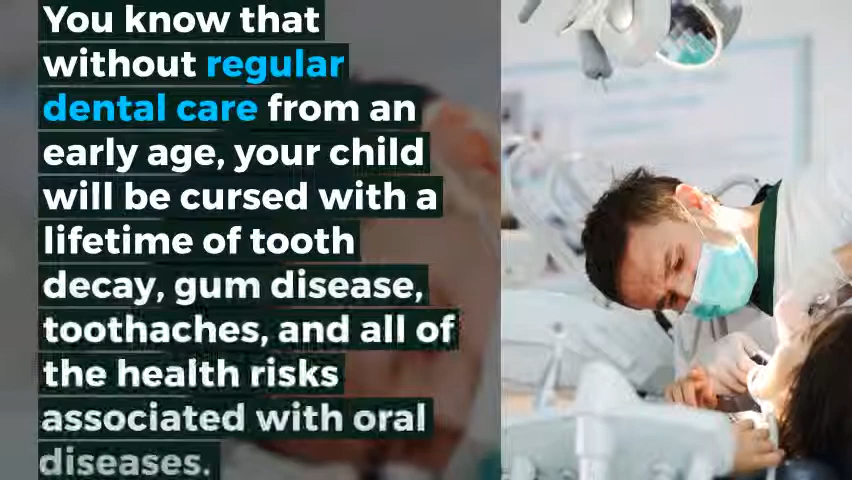 You know that
without regular
dental care from an
early age, your child
will be cursed with a
lifetime of tooth
decay, gum disease,
toothaches, and all of
the health risks
associated with oral
diseases.